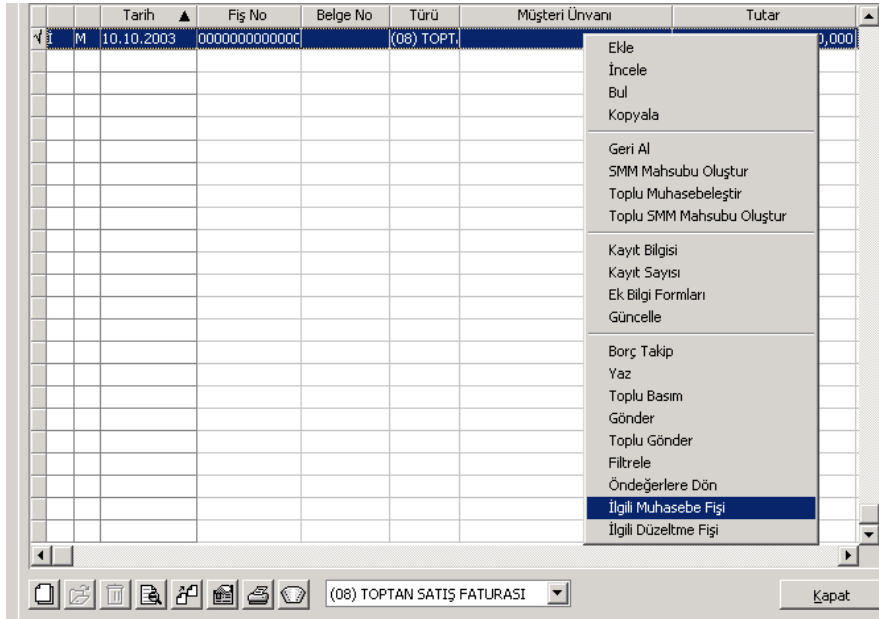 Tarih ▲ Fiş No Belge No Türü Müşteri Ünvanı Tutar
√ İ M 10.10.2003 0000000000000 (08) TOPT. 0,000
Ekle
İncele
Bul
Kopyala
Geri Al
SMM Mahsubu Oluştur
Toplu Muhasebeleştir
Toplu SMM Mahsubu Oluştur
Kayıt Bilgisi
Kayıt Sayısı
Ek Bilgi Formları
Güncelle
Borç Takip
Yaz
Toplu Basım
Gönder
Toplu Gönder
Filtrele
Öndeğerlere Dön
İlgili Muhasebe Fişi
İlgili Düzeltme Fişi
(08) TOPTAN SATIŞ FATURASI
Kapat